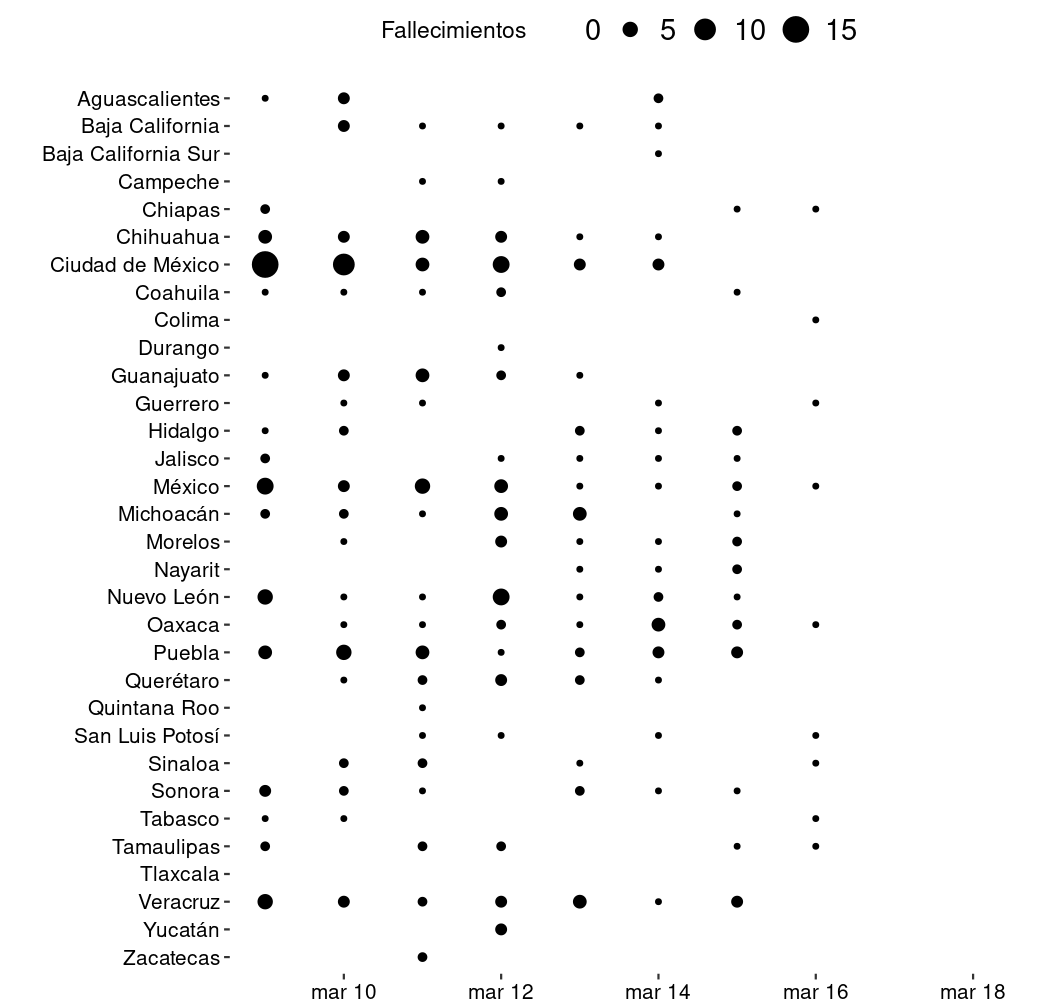 Fallecimientos 0 5 10 15
Aguascalientes
Baja California
Baja California Sur
Campeche
Chiapas
Chihuahua
Ciudad de México
Coahuila
Colima
Durango
Guanajuato
Guerrero
Hidalgo
Jalisco
México
Michoacán
Morelos
Nayarit
Nuevo León
Oaxaca
Puebla
Querétaro
Quintana Roo
San Luis Potosí
Sinaloa
Sonora
Tabasco
Tamaulipas
Tlaxcala
Veracruz
Yucatán
Zacatecas
mar 10 mar 12 mar 14 mar 16 mar 18